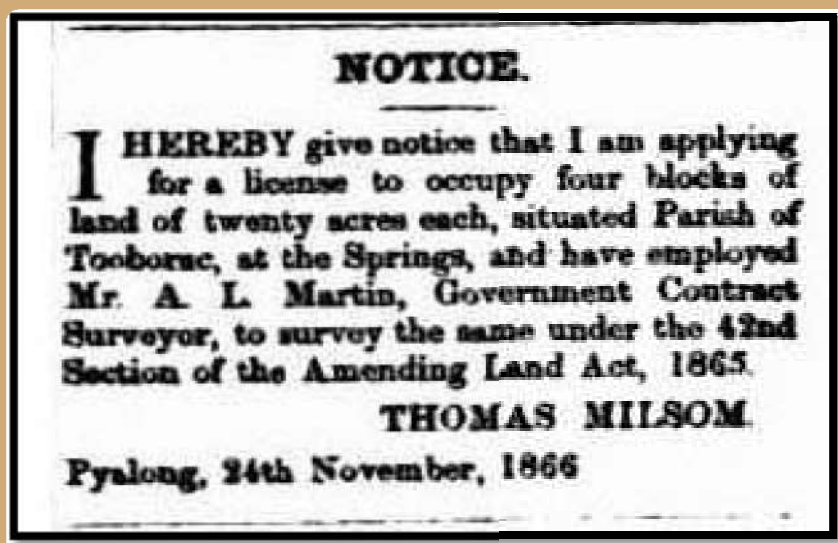 NOTICE.
I HEREBY give notice that I am applying
for a license to occupy four blocks of
land of twenty acres each, situated Parish of
Tooborac, at the Springs, and have employed
Mr. A. L. Martin, Government Contract
Surveyor, to survey the same under the 42nd
Section of the Amending Land Act, 1865.
THOMAS MILSOM.
Pyalong, 24th November, 1866